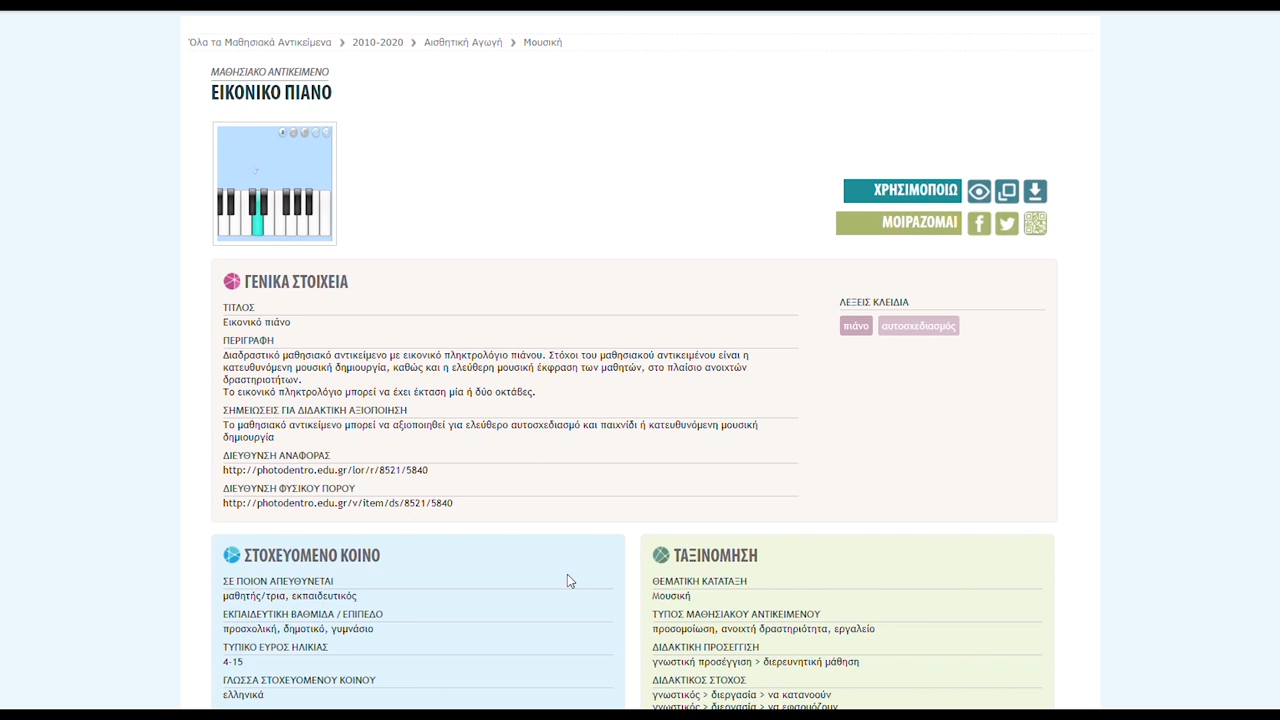 Όλα τα Μαθησιακά Αντικείμενα ❯ 2010-2020 ❯ Αισθητική Αγωγή ❯ Μουσική
ΜΑΘΗΣΙΑΚΟ ΑΝΤΙΚΕΙΜΕΝΟ
ΕΙΚΟΝΙΚΟ ΠΙΑΝΟ
ΧΡΗΣΙΜΟΠΟΙΩ
ΜΟΙΡΑΖΟΜΑΙ
ΓΕΝΙΚΑ ΣΤΟΙΧΕΙΑ
ΤΙΤΛΟΣ
Εικονικό πιάνο
ΠΕΡΙΓΡΑΦΗ
Διαδραστικό μαθησιακό αντικείμενο με εικονικό πληκτρολόγιο πιάνου. Στόχοι του μαθησιακού αντικειμένου είναι η
κατευθυνόμενη μουσική δημιουργία, καθώς και η ελεύθερη μουσική έκφραση των μαθητών, στο πλαίσιο ανοιχτών
δραστηριοτήτων.
Το εικονικό πληκτρολόγιο μπορεί να έχει έκταση μία ή δύο οκτάβες.
ΣΗΜΕΙΩΣΕΙΣ ΓΙΑ ΔΙΔΑΚΤΙΚΗ ΑΞΙΟΠΟΙΗΣΗ
Το μαθησιακό αντικείμενο μπορεί να αξιοποιηθεί για ελεύθερο αυτοσχεδιασμό και παιχνίδι ή κατευθυνόμενη μουσική
δημιουργία
ΔΙΕΥΘΥΝΣΗ ΑΝΑΦΟΡΑΣ
http://photodentro.edu.gr/lor/r/8521/5840
ΔΙΕΥΘΥΝΣΗ ΦΥΣΙΚΟΥ ΠΟΡΟΥ
http://photodentro.edu.gr/v/item/ds/8521/5840
ΛΕΞΕΙΣ ΚΛΕΙΔΙΑ
πιάνο αυτοσχεδιασμός
ΣΤΟΧΕΥΟΜΕΝΟ ΚΟΙΝΟ
ΣΕ ΠΟΙΟΝ ΑΠΕΥΘΥΝΕΤΑΙ
μαθητής/τρια, εκπαιδευτικός
ΕΚΠΑΙΔΕΥΤΙΚΗ ΒΑΘΜΙΔΑ / ΕΠΙΠΕΔΟ
προσχολική, δημοτικό, γυμνάσιο
ΤΥΠΙΚΟ ΕΥΡΟΣ ΗΛΙΚΙΑΣ
4-15
ΓΛΩΣΣΑ ΣΤΟΧΕΥΟΜΕΝΟΥ ΚΟΙΝΟΥ
ελληνικά
ΤΑΞΙΝΟΜΗΣΗ
ΘΕΜΑΤΙΚΗ ΚΑΤΑΤΑΞΗ
Μουσική
ΤΥΠΟΣ ΜΑΘΗΣΙΑΚΟΥ ΑΝΤΙΚΕΙΜΕΝΟΥ
προσομοίωση, ανοιχτή δραστηριότητα, εργαλείο
ΔΙΔΑΚΤΙΚΗ ΠΡΟΣΕΓΓΙΣΗ
γνωστική προσέγγιση > διερευνητική μάθηση
ΔΙΔΑΚΤΙΚΟΣ ΣΤΟΧΟΣ
γνωστικός > διεργασία > να κατανοούν
γνωστικός > διεργασία > να εφαρμόζουν